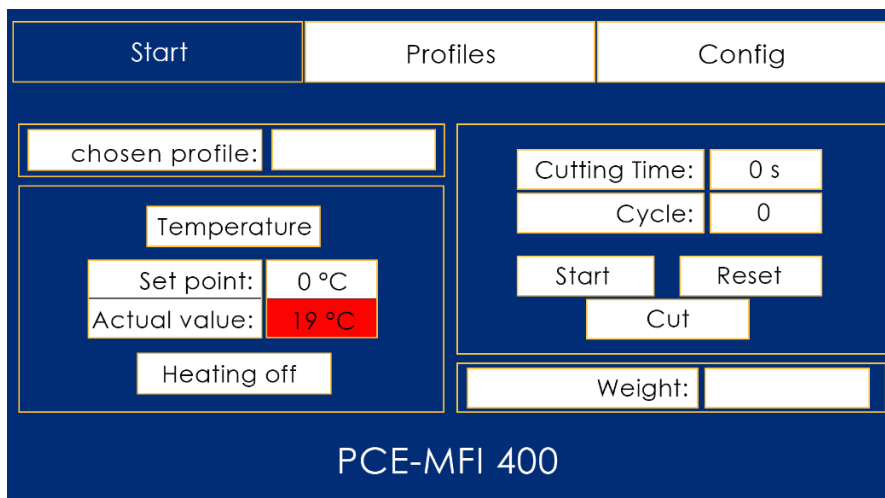 Start
Profiles
Config
chosen profile:
Temperature
Set point: 0 °C
Actual value: 19 °C
Heating off
Cutting Time: 0 s
Cycle: 0
Start
Reset
Cut
Weight:
PCE-MFI 400